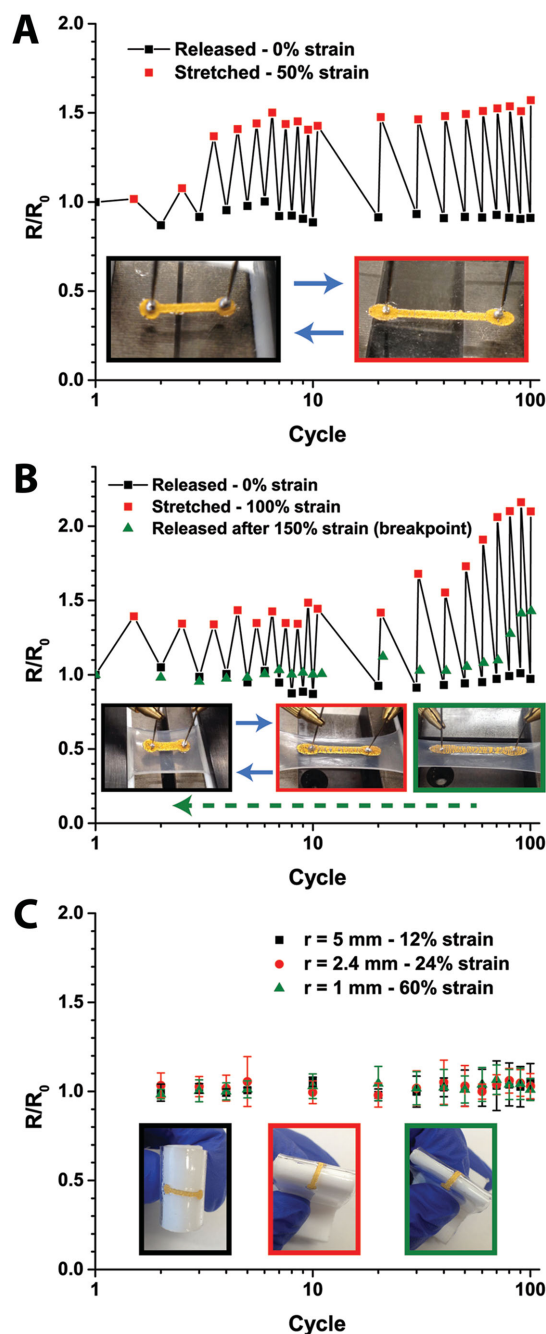 A
2.0
Released - 0% strain
Stretched - 50% strain
1.5
R/R0
1.0
0.5
0.0
1
10
100
Cycle
B
Released - 0% strain
Stretched - 100% strain
2.0
Released after 150% strain (breakpoint)
1.5
R/R0
1.0
0.5
0.0
1
10
100
Cycle
C
2.0
r = 5 mm - 12% strain
r = 2.4 mm - 24% strain
r = 1 mm - 60% strain
1.5
R/R0
1.0
0.5
0.0
1
10
100
Cycle